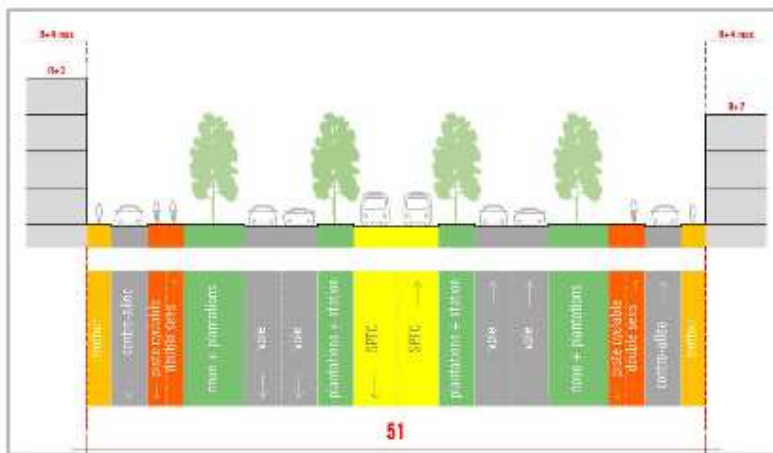 R+4 max
R+4 max
R+3
R+2
trottoir
contre-allée
piste cyclable
double sens
noue + plantations
voie
voie
plantations + station
SPTC
SPTC
plantations + station
voie
voie
noue + plantations
piste cyclable
double sens
contre-allée
trottoir
51